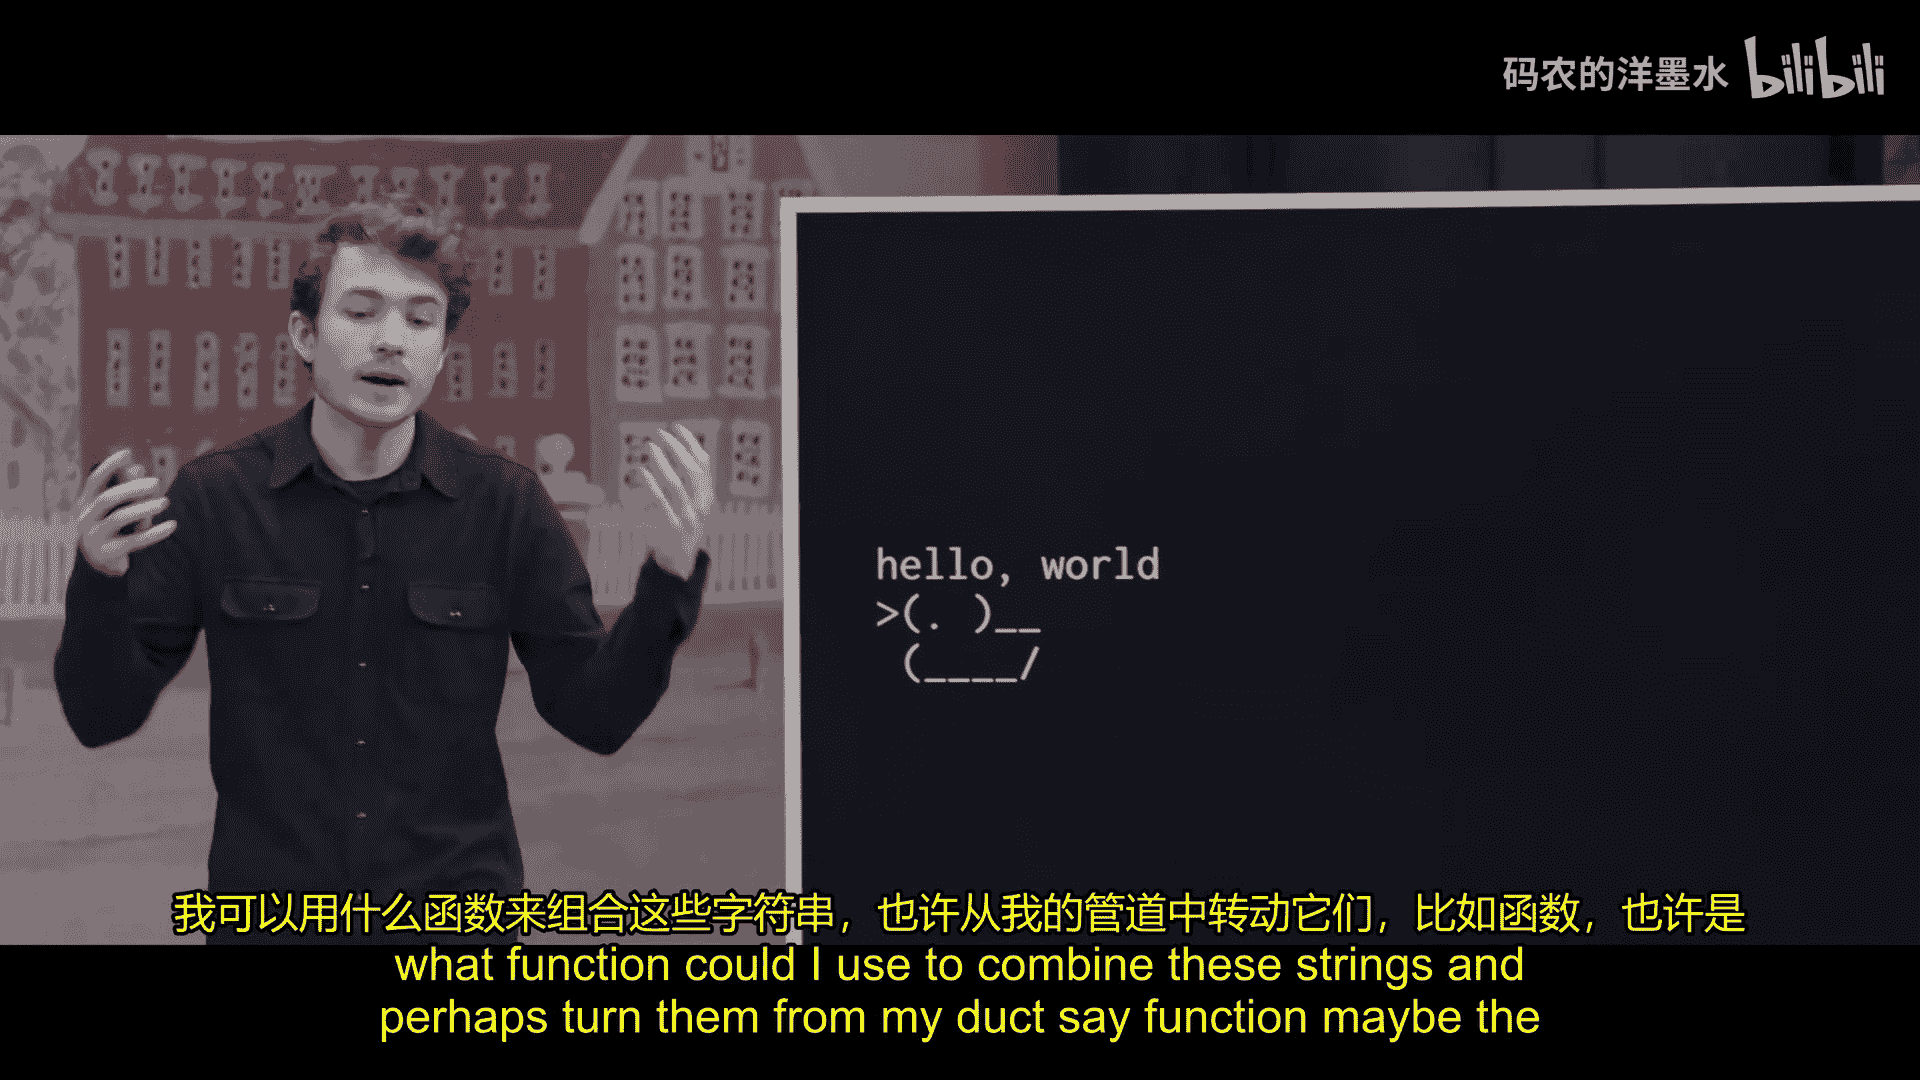 码农的洋墨水 bilibili
hello, world
>(. )__
 (____/
我可以用什么函数来组合这些字符串，也许从我的管道中转动它们，比如函数，也许是
what function could I use to combine these strings and
perhaps turn them from my duct say function maybe the